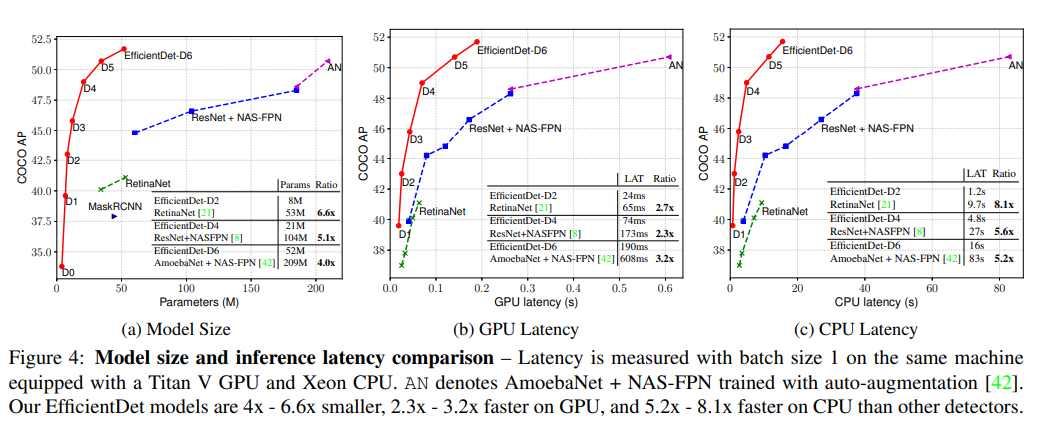 52.5
50.0
47.5
45.0
42.5
40.0
37.5
35.0
COCO AP
EfficientDet-D6
D5
AN
D4
ResNet + NAS-FPN
D3
D2
RetinaNet
D1
MaskRCNN
D0
Params Ratio
EfficientDet-D2 8M
RetinaNet [21] 53M 6.6x
EfficientDet-D4 21M
ResNet+NASFPN [8] 104M 5.1x
EfficientDet-D6 52M
AmoebaNet + NAS-FPN [42] 209M 4.0x
0 50 100 150 200
Parameters (M)
(a) Model Size
52
50
48
46
44
42
40
38
COCO AP
EfficientDet-D6
D5
AN
D4
D3
ResNet + NAS-FPN
D2
RetinaNet
D1
LAT Ratio
EfficientDet-D2 24ms
RetinaNet [21] 65ms 2.7x
EfficientDet-D4 74ms
ResNet+NASFPN [8] 173ms 2.3x
EfficientDet-D6 190ms
AmoebaNet + NAS-FPN [42] 608ms 3.2x
0.0 0.1 0.2 0.3 0.4 0.5 0.6
GPU latency (s)
(b) GPU Latency
52
50
48
46
44
42
40
38
COCO AP
EfficientDet-D6
D5
AN
D4
D3
ResNet + NAS-FPN
D2
RetinaNet
D1
LAT Ratio
EfficientDet-D2 1.2s
RetinaNet [21] 9.7s 8.1x
EfficientDet-D4 4.8s
ResNet+NASFPN [8] 27s 5.6x
EfficientDet-D6 16s
AmoebaNet + NAS-FPN [42] 83s 5.2x
0 20 40 60 80
CPU latency (s)
(c) CPU Latency
Figure 4: Model size and inference latency comparison – Latency is measured with batch size 1 on the same machine
equipped with a Titan V GPU and Xeon CPU. AN denotes AmoebaNet + NAS-FPN trained with auto-augmentation [42].
Our EfficientDet models are 4x - 6.6x smaller, 2.3x - 3.2x faster on GPU, and 5.2x - 8.1x faster on CPU than other detectors.